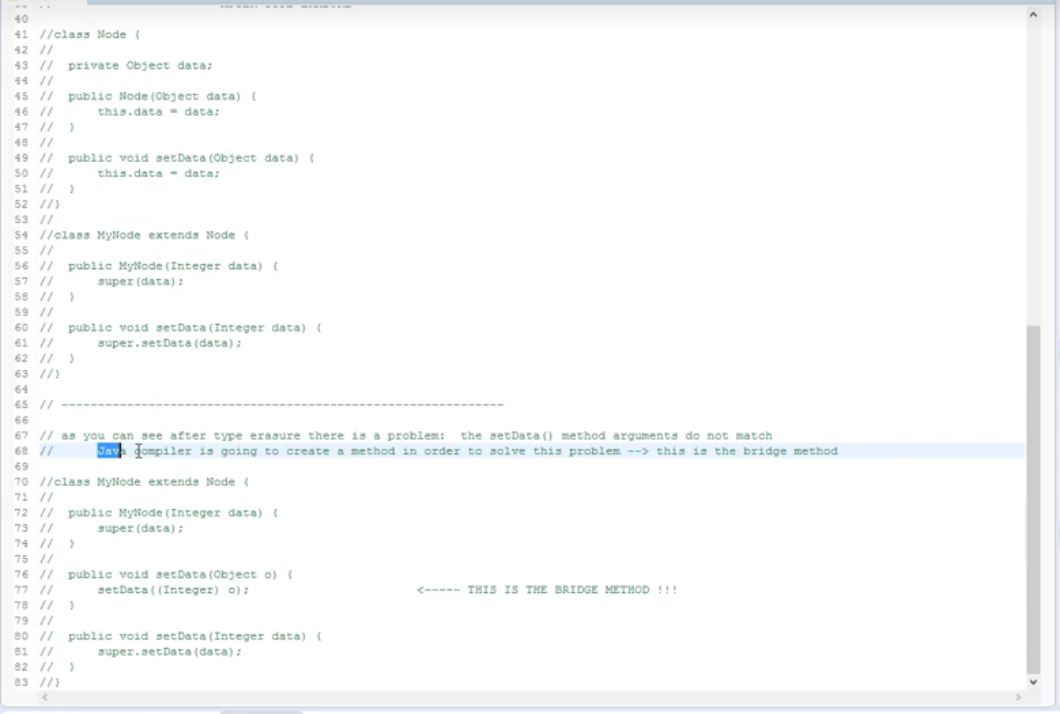 40
41 //class Node {
42 //
43 //  private Object data;
44 //
45 //  public Node(Object data) {
46 //      this.data = data;
47 //  }
48 //
49 //  public void setData(Object data) {
50 //      this.data = data;
51 //  }
52 //}
53 //
54 //class MyNode extends Node {
55 //
56 //  public MyNode(Integer data) {
57 //      super(data);
58 //  }
59 //
60 //  public void setData(Integer data) {
61 //      super.setData(data);
62 //  }
63 //}
64
65 // -------------------------------------------------------------
66
67 // as you can see after type erasure there is a problem:  the setData() method arguments do not match
68 //      Java compiler is going to create a method in order to solve this problem --> this is the bridge method
69
70 //class MyNode extends Node {
71 //
72 //  public MyNode(Integer data) {
73 //      super(data);
74 //  }
75 //
76 //  public void setData(Object o) {
77 //      setData((Integer) o);                       <----- THIS IS THE BRIDGE METHOD !!!
78 //  }
79 //
80 //  public void setData(Integer data) {
81 //      super.setData(data);
82 //  }
83 //}